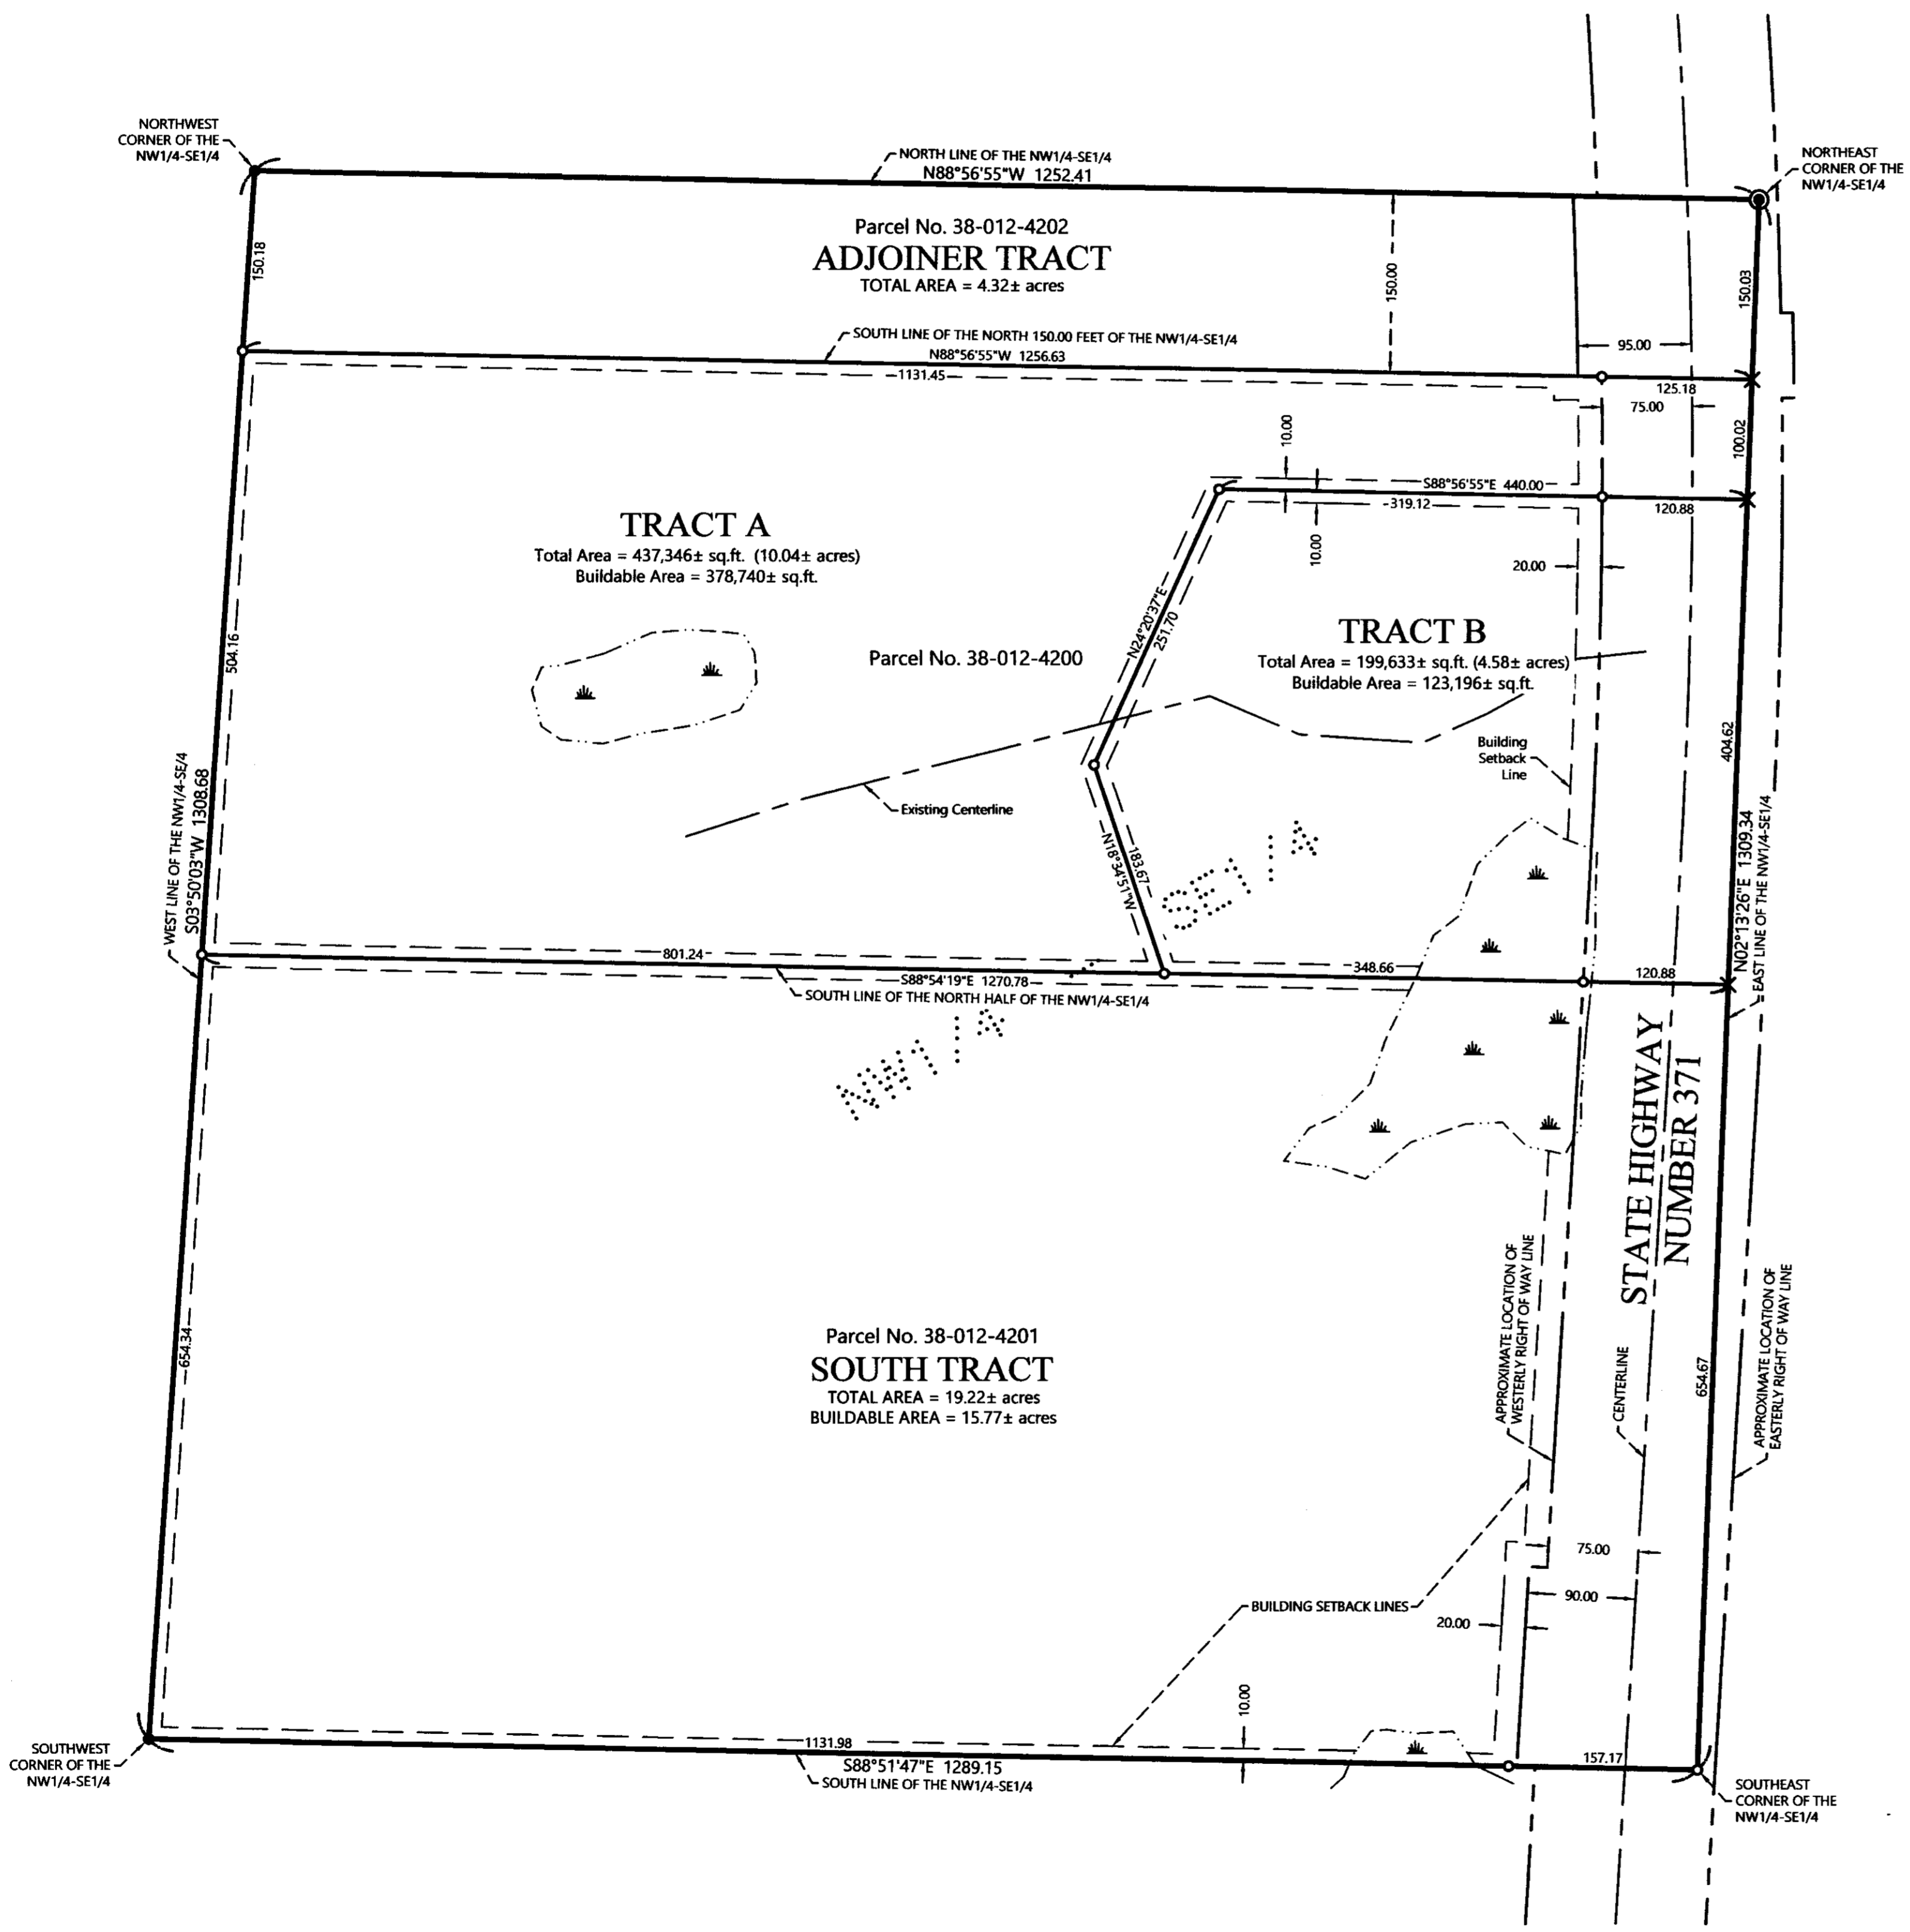 NORTHWEST
CORNER OF THE
NW1/4-SE1/4
NORTH LINE OF THE NW1/4-SE1/4
N88°56'55"W 1252.41
NORTHEAST
CORNER OF THE
NW1/4-SE1/4
Parcel No. 38-012-4202
ADJOINER TRACT
TOTAL AREA = 4.32± acres
150.18
150.00
150.03
SOUTH LINE OF THE NORTH 150.00 FEET OF THE NW1/4-SE1/4
N88°56'55"W 1256.63
1131.45
95.00
125.18
75.00
100.02
10.00
S88°56'55"E 440.00
319.12
120.88
10.00
20.00
TRACT A
Total Area = 437,346± sq.ft. (10.04± acres)
Buildable Area = 378,740± sq.ft.
504.16
N24°20'37"E
251.70
TRACT B
Total Area = 199,633± sq.ft. (4.58± acres)
Buildable Area = 123,196± sq.ft.
Parcel No. 38-012-4200
Building
Setback
Line
404.62
Existing Centerline
WEST LINE OF THE NW1/4-SE/4
S03°50'03"W 1308.68
N18°34'51"W
183.67
SE1/4
N02°13'26"E 1309.34
EAST LINE OF THE NW1/4-SE1/4
801.24
348.66
120.88
S88°54'19"E 1270.78
SOUTH LINE OF THE NORTH HALF OF THE NW1/4-SE1/4
NW1/4
STATE HIGHWAY
NUMBER 371
654.34
Parcel No. 38-012-4201
SOUTH TRACT
TOTAL AREA = 19.22± acres
BUILDABLE AREA = 15.77± acres
APPROXIMATE LOCATION OF
WESTERLY RIGHT OF WAY LINE
CENTERLINE
654.67
APPROXIMATE LOCATION OF
EASTERLY RIGHT OF WAY LINE
75.00
90.00
BUILDING SETBACK LINES
20.00
10.00
SOUTHWEST
CORNER OF THE
NW1/4-SE1/4
1131.98
S88°51'47"E 1289.15
SOUTH LINE OF THE NW1/4-SE1/4
157.17
SOUTHEAST
CORNER OF THE
NW1/4-SE1/4